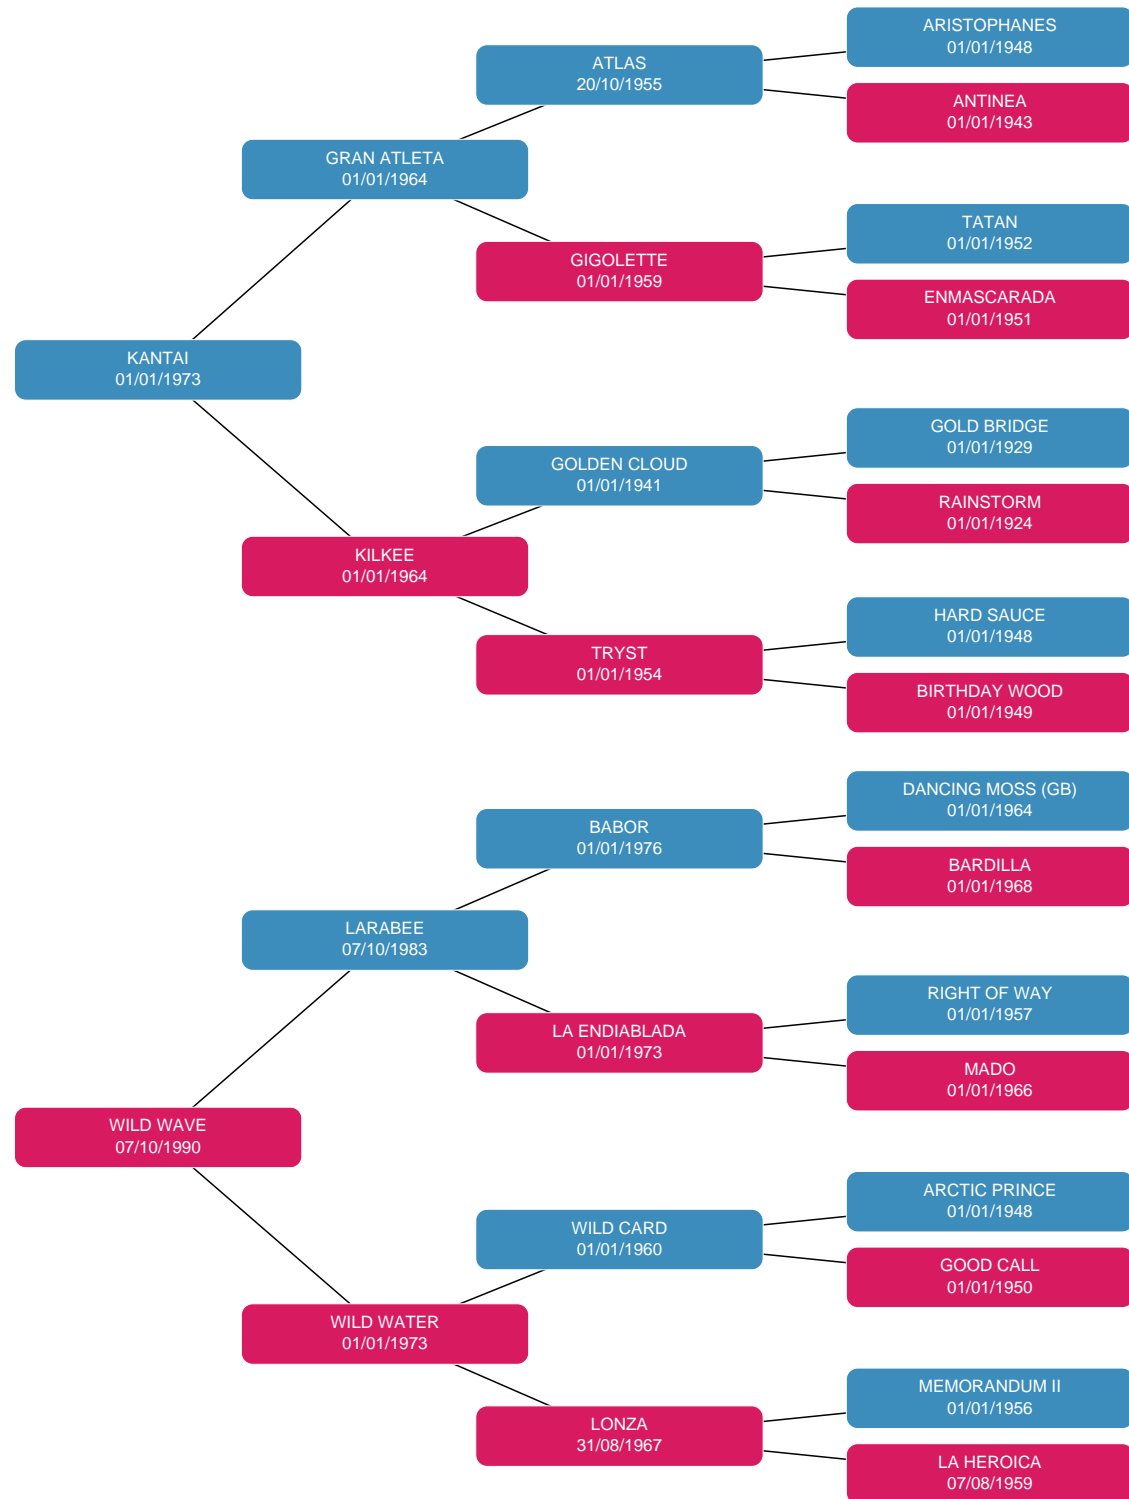 ARISTOPHANES
01/01/1948
ATLAS
20/10/1955
ANTINEA
01/01/1943
GRAN ATLETA
01/01/1964
TATAN
01/01/1952
GIGOLETTE
01/01/1959
ENMASCARADA
01/01/1951
KANTAI
01/01/1973
GOLD BRIDGE
01/01/1929
GOLDEN CLOUD
01/01/1941
RAINSTORM
01/01/1924
KILKEE
01/01/1964
HARD SAUCE
01/01/1948
TRYST
01/01/1954
BIRTHDAY WOOD
01/01/1949
DANCING MOSS (GB)
01/01/1964
BABOR
01/01/1976
BARDILLA
01/01/1968
LARABEE
07/10/1983
RIGHT OF WAY
01/01/1957
LA ENDIABLADA
01/01/1973
MADO
01/01/1966
WILD WAVE
07/10/1990
ARCTIC PRINCE
01/01/1948
WILD CARD
01/01/1960
GOOD CALL
01/01/1950
WILD WATER
01/01/1973
MEMORANDUM II
01/01/1956
LONZA
31/08/1967
LA HEROICA
07/08/1959